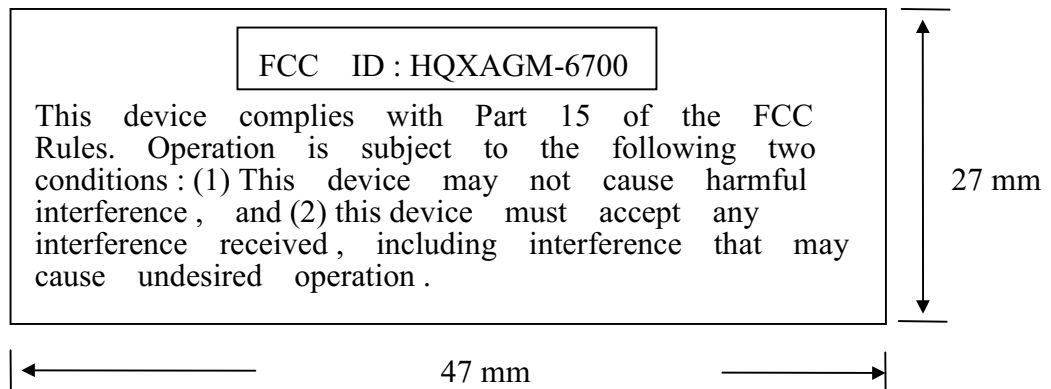 FCC ID : HQXAGM-6700
This device complies with Part 15 of the FCC
Rules. Operation is subject to the following two
conditions : (1) This device may not cause harmful
interference , and (2) this device must accept any
interference received , including interference that may
cause undesired operation .
27 mm
47 mm